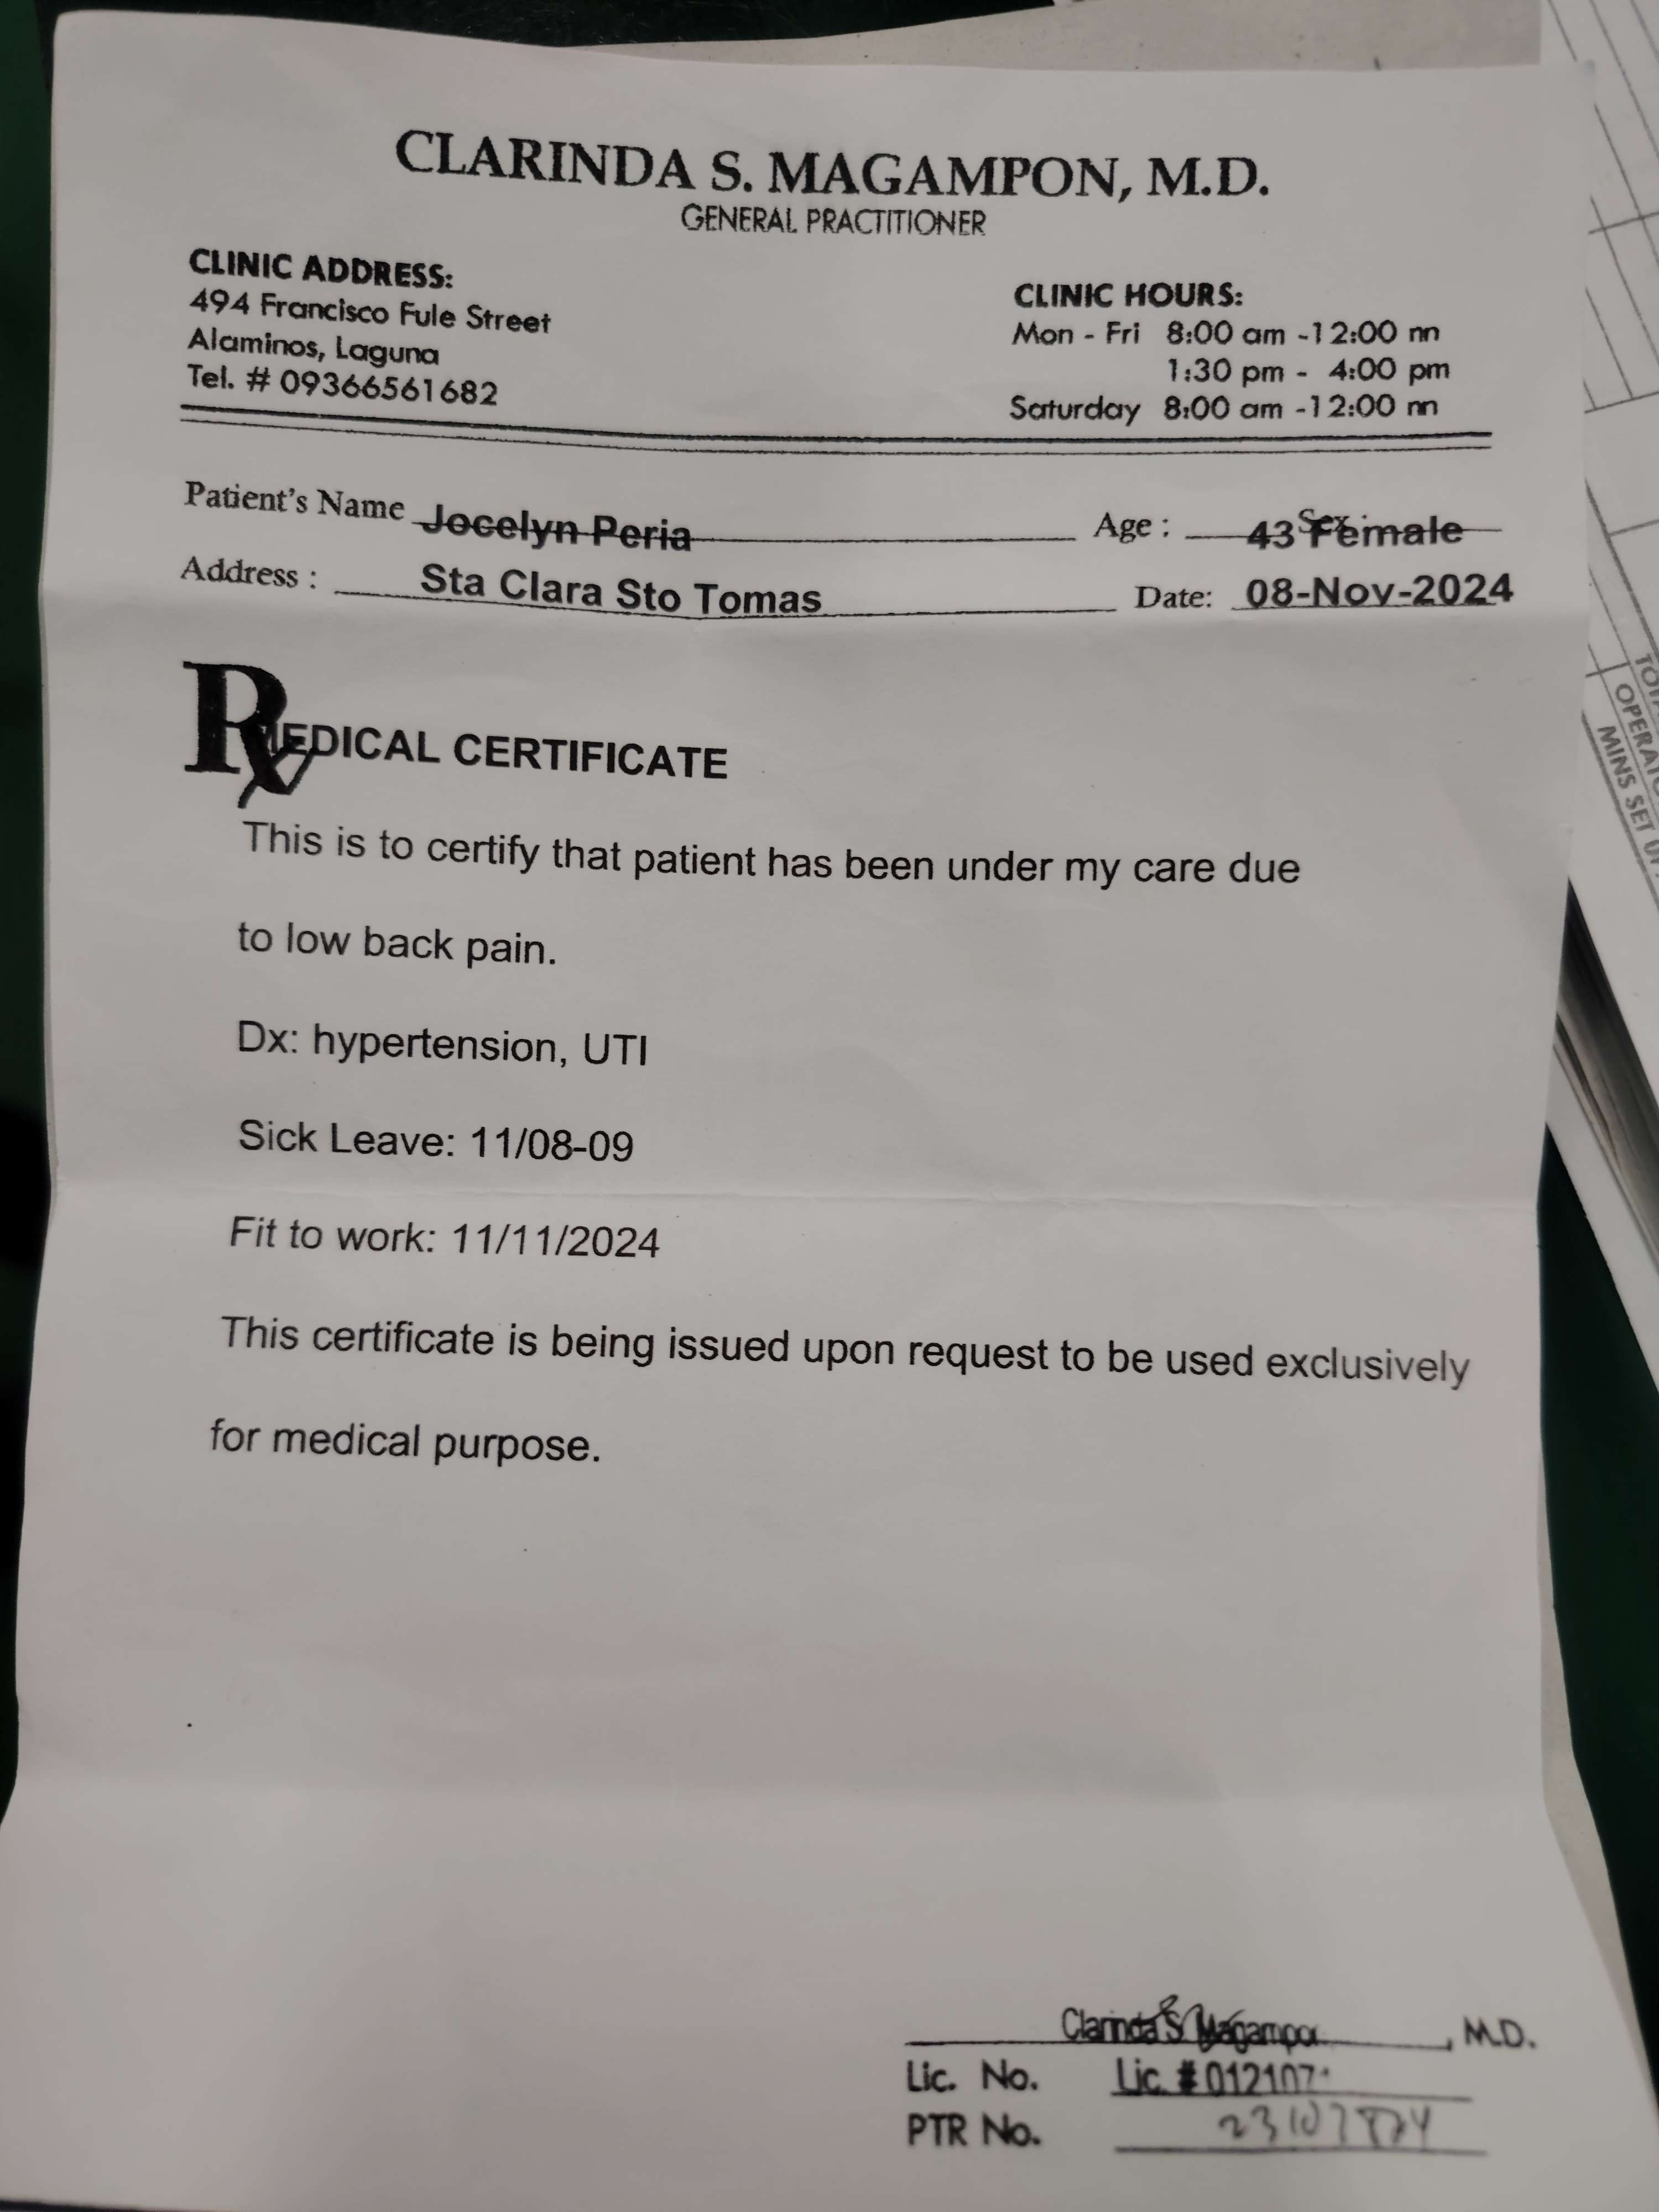 CLARINDA S. MAGAMPON, M.D.
GENERAL PRACTITIONER
CLINIC ADDRESS:
494 Francisco Fule Street
Alaminos, Laguna
Tel. # 09366561682
CLINIC HOURS:
Mon - Fri 8:00 am -12:00 nn
1:30 pm - 4:00 pm
Saturday 8:00 am -12:00 nn
Patient's Name Jocelyn Peria Age : 43 Sex Female
Address : Sta Clara Sto Tomas Date: 08-Nov-2024
Rx MEDICAL CERTIFICATE
This is to certify that patient has been under my care due
to low back pain.
Dx: hypertension, UTI
Sick Leave: 11/08-09
Fit to work: 11/11/2024
This certificate is being issued upon request to be used exclusively
for medical purpose.
Clarinda S Magampon, M.D.
Lic. No. Lic. #
PTR No.
TOTAL
MINS SET UP